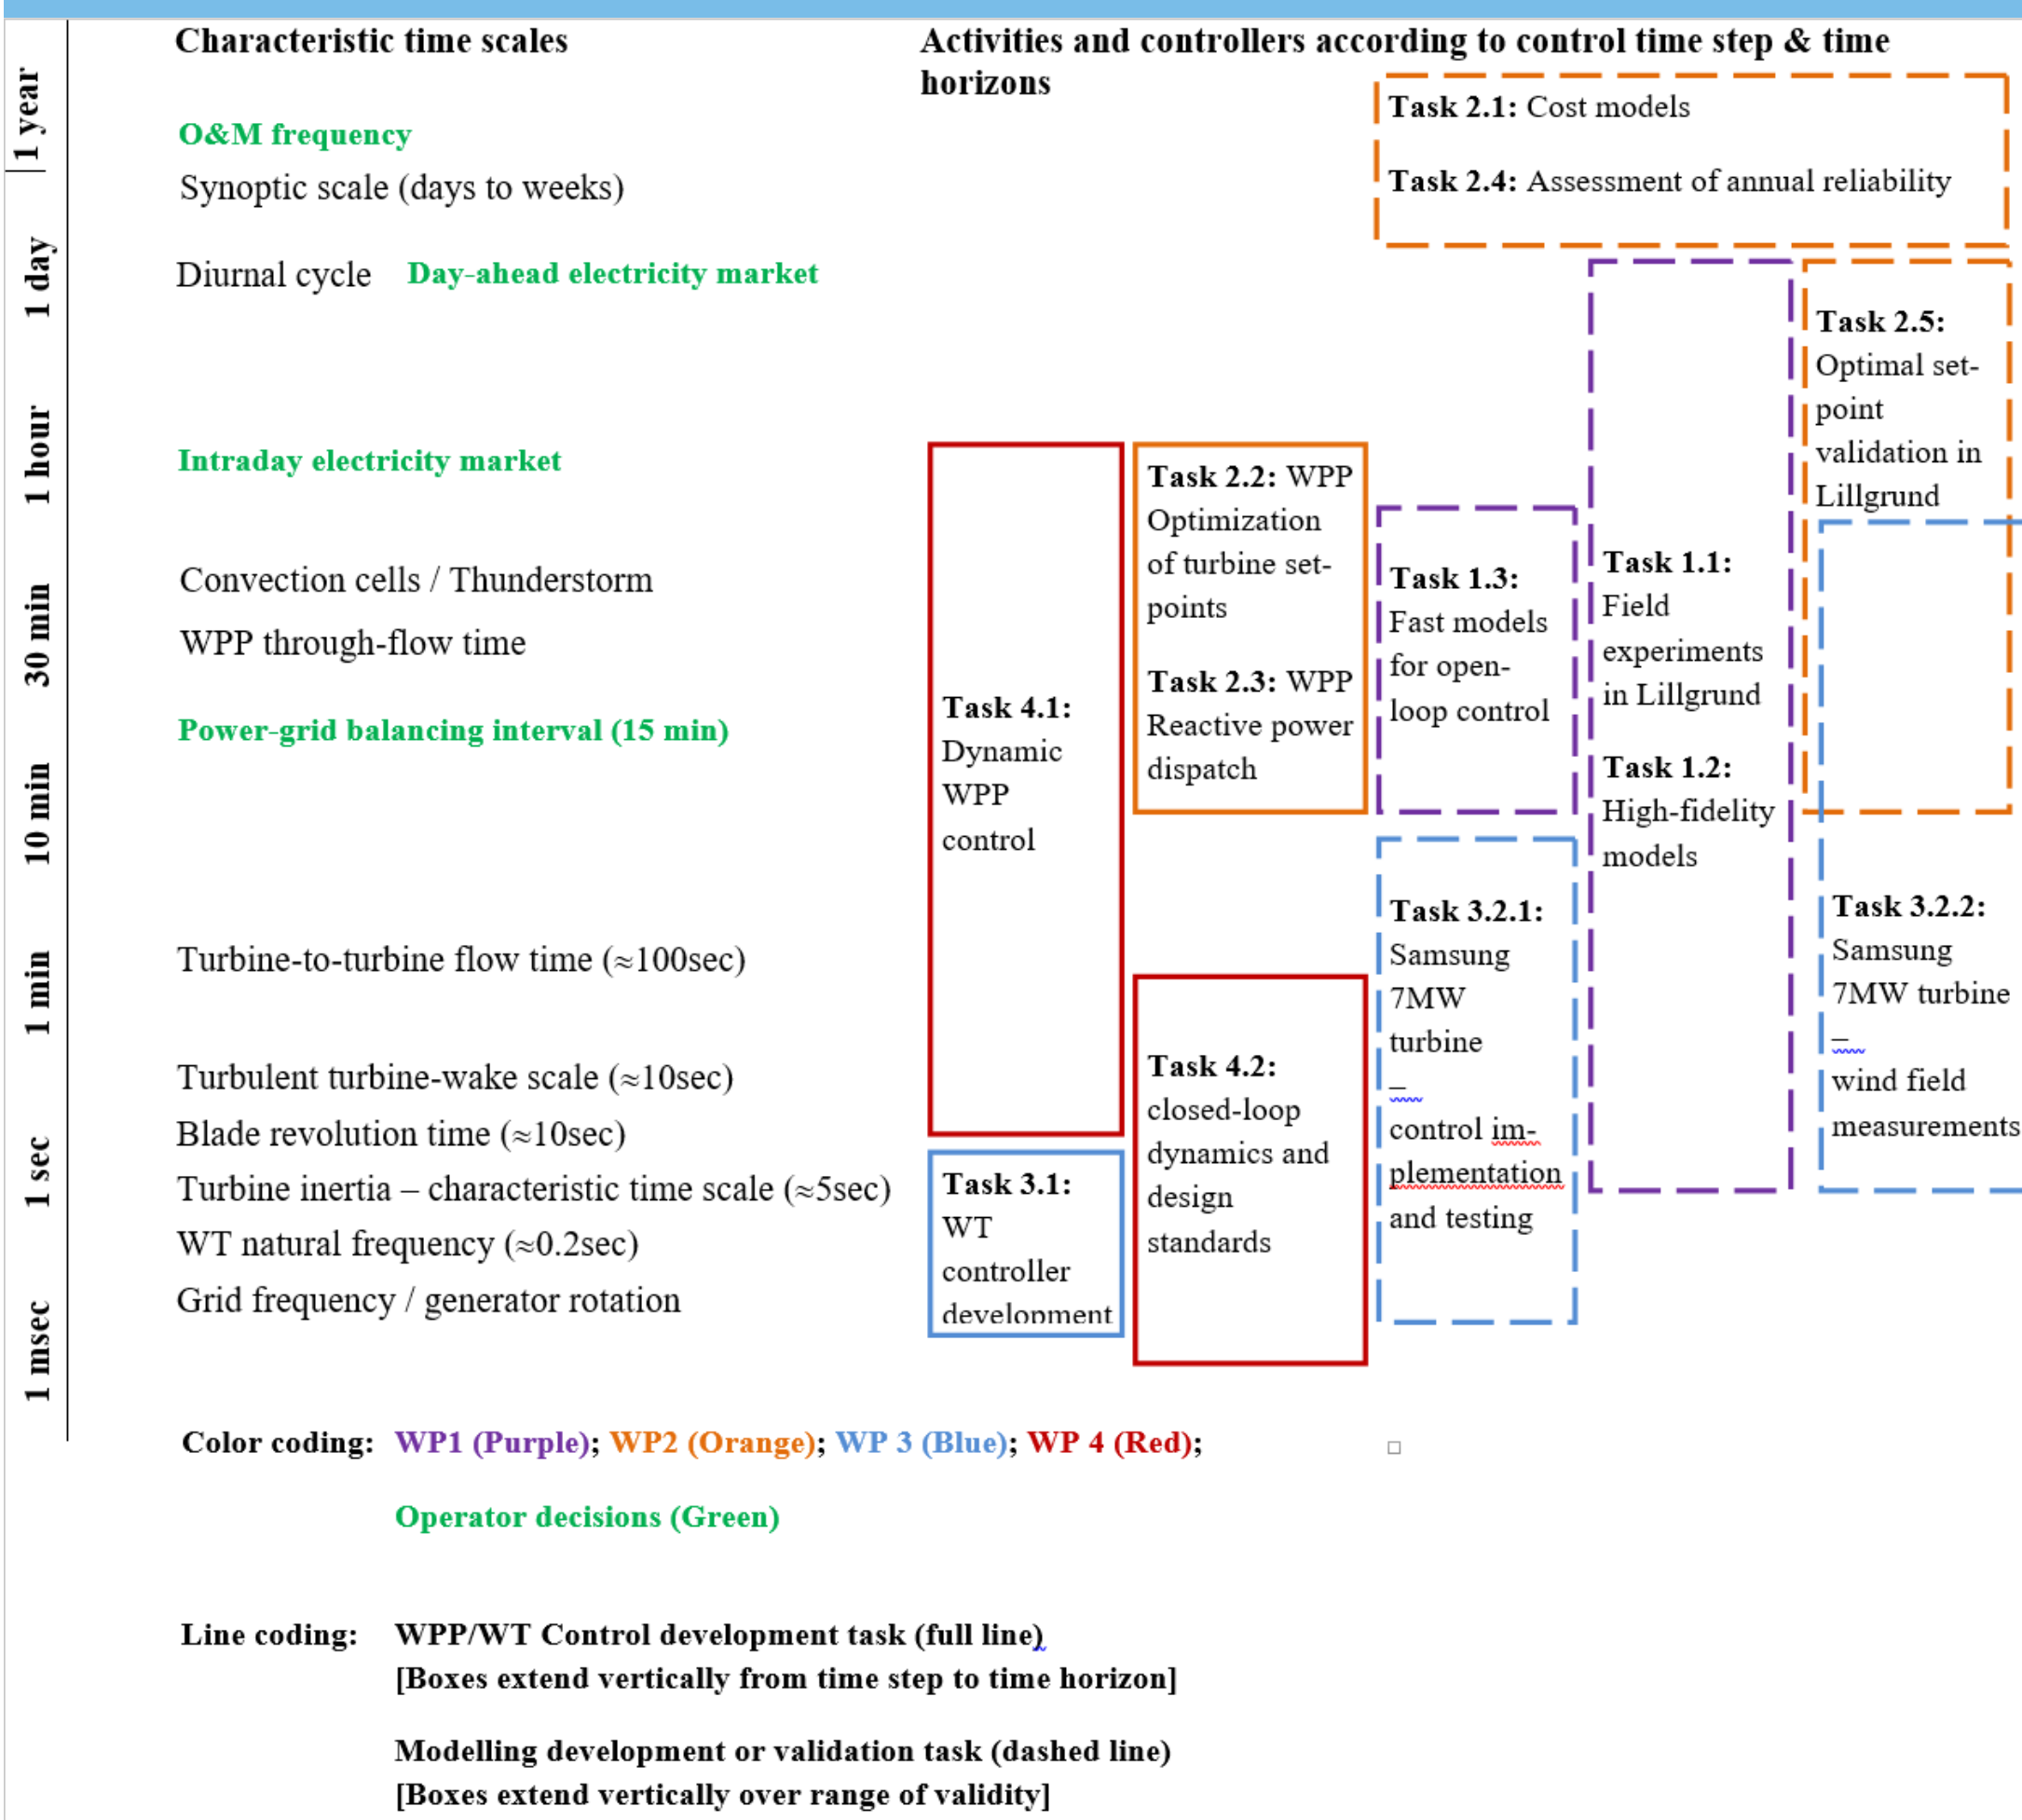 Characteristic time scales
Activities and controllers according to control time step & time
horizons
1 year
1 day
1 hour
30 min
10 min
1 min
1 sec
1 msec
O&M frequency
Synoptic scale (days to weeks)
Diurnal cycle Day-ahead electricity market
Intraday electricity market
Convection cells / Thunderstorm
WPP through-flow time
Power-grid balancing interval (15 min)
Turbine-to-turbine flow time (≈100sec)
Turbulent turbine-wake scale (≈10sec)
Blade revolution time (≈10sec)
Turbine inertia – characteristic time scale (≈5sec)
WT natural frequency (≈0.2sec)
Grid frequency / generator rotation
Task 4.1:
Dynamic
WPP
control
Task 3.1:
WT
controller
development
Task 2.2: WPP
Optimization
of turbine set-
points
Task 2.3: WPP
Reactive power
dispatch
Task 4.2:
closed-loop
dynamics and
design
standards
Task 2.1: Cost models
Task 2.4: Assessment of annual reliability
Task 1.3:
Fast models
for open-
loop control
Task 3.2.1:
Samsung
7MW
turbine
–
control im-
plementation
and testing
Task 1.1:
Field
experiments
in Lillgrund
Task 1.2:
High-fidelity
models
Task 2.5:
Optimal set-
point
validation in
Lillgrund
Task 3.2.2:
Samsung
7MW turbine
–
wind field
measurements
Color coding: WP1 (Purple); WP2 (Orange); WP 3 (Blue); WP 4 (Red);
Operator decisions (Green)
Line coding: WPP/WT Control development task (full line)
[Boxes extend vertically from time step to time horizon]
Modelling development or validation task (dashed line)
[Boxes extend vertically over range of validity]